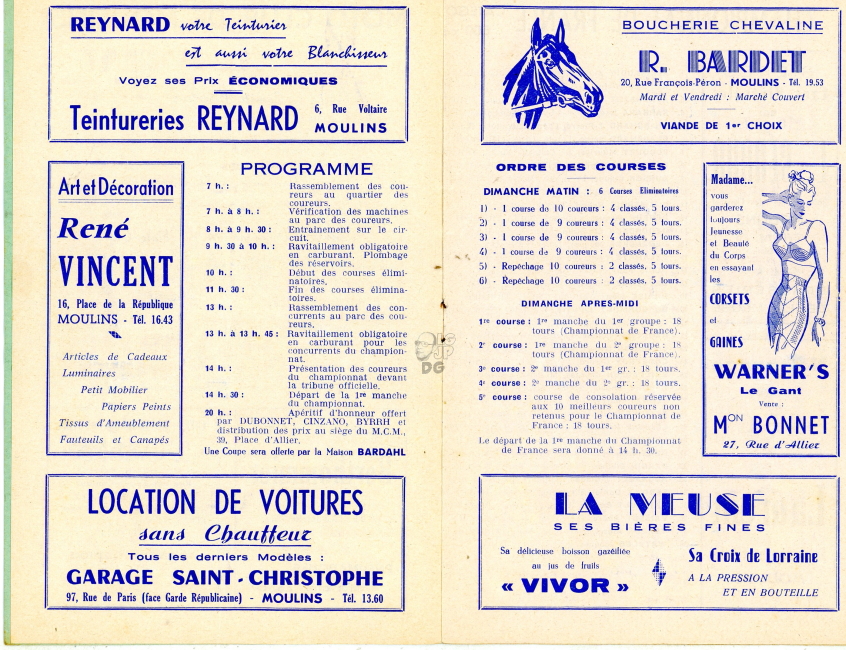 REYNARD votre Teinturier
est aussi votre Blanchisseur
Voyez ses Prix ÉCONOMIQUES
Teintureries REYNARD
6, Rue Voltaire
MOULINS
Art et Décoration
René
VINCENT
16, Place de la République
MOULINS - Tél. 16.43
Articles de Cadeaux
Luminaires
Petit Mobilier
Papiers Peints
Tissus d'Ameublement
Fauteuils et Canapés
PROGRAMME
7 h. : Rassemblement des cou-
reurs au quartier des
coureurs.
7 h. à 8 h. : Vérification des machines
au parc des coureurs.
8 h. à 9 h. 30 : Entraînement sur le cir-
cuit.
9 h. 30 à 10 h. : Ravitaillement obligatoire
en carburant. Plombage
des réservoirs.
10 h. : Début des courses élimi-
natoires.
11 h. 30 : Fin des courses élimina-
toires.
13 h. : Rassemblement des con-
currents au parc des cou-
reurs.
13 h. à 13 h. 45 : Ravitaillement obligatoire
en carburant pour les
concurrents du champion-
nat.
14 h. : Présentation des coureurs
du championnat devant
la tribune officielle.
14 h. 30 : Départ de la 1re manche
du championnat.
20 h. : Apéritif d'honneur offert
par DUBONNET, CINZANO, BYRRH et
distribution des prix au siège du M.C.M.,
39, Place d'Allier.
Une Coupe sera offerte par la Maison BARDAHL
LOCATION DE VOITURES
sans Chauffeur
Tous les derniers Modèles :
GARAGE SAINT-CHRISTOPHE
97, Rue de Paris (face Garde Républicaine) - MOULINS - Tél. 13.60
BOUCHERIE CHEVALINE
R. BARDET
20, Rue François-Péron - MOULINS - Tél. 19.53
Mardi et Vendredi : Marché Couvert
VIANDE DE 1er CHOIX
ORDRE DES COURSES
DIMANCHE MATIN : 6 Courses Eliminatoires
1) - 1 course de 10 coureurs : 4 classés, 5 tours.
2) - 1 course de 9 coureurs : 4 classés, 5 tours.
3) - 1 course de 9 coureurs : 4 classés, 5 tours.
4) - 1 course de 9 coureurs : 4 classés, 5 tours.
5) - Repêchage 10 coureurs : 2 classés, 5 tours.
6) - Repêchage 10 coureurs : 2 classés, 5 tours.
DIMANCHE APRES-MIDI
1re course : 1re manche du 1er groupe : 18
tours (Championnat de France).
2e course : 1re manche du 2e groupe : 18
tours (Championnat de France).
3e course : 2e manche du 1er gr. : 18 tours.
4e course : 2e manche du 2e gr. : 18 tours.
5e course : course de consolation réservée
aux 10 meilleurs coureurs non
retenus pour le Championnat de
France : 18 tours.
Le départ de la 1re manche du Championnat
de France sera donné à 14 h. 30.
Madame...
vous
garderez
toujours
Jeunesse
et Beauté
du Corps
en essayant
les
CORSETS
et
GAINES
WARNER'S
Le Gant
Vente :
Mon BONNET
27, Rue d'Allier
LA MEUSE
SES BIÈRES FINES
Sa délicieuse boisson gazéifiée
au jus de fruits
« VIVOR »
Sa Croix de Lorraine
A LA PRESSION
ET EN BOUTEILLE
DG